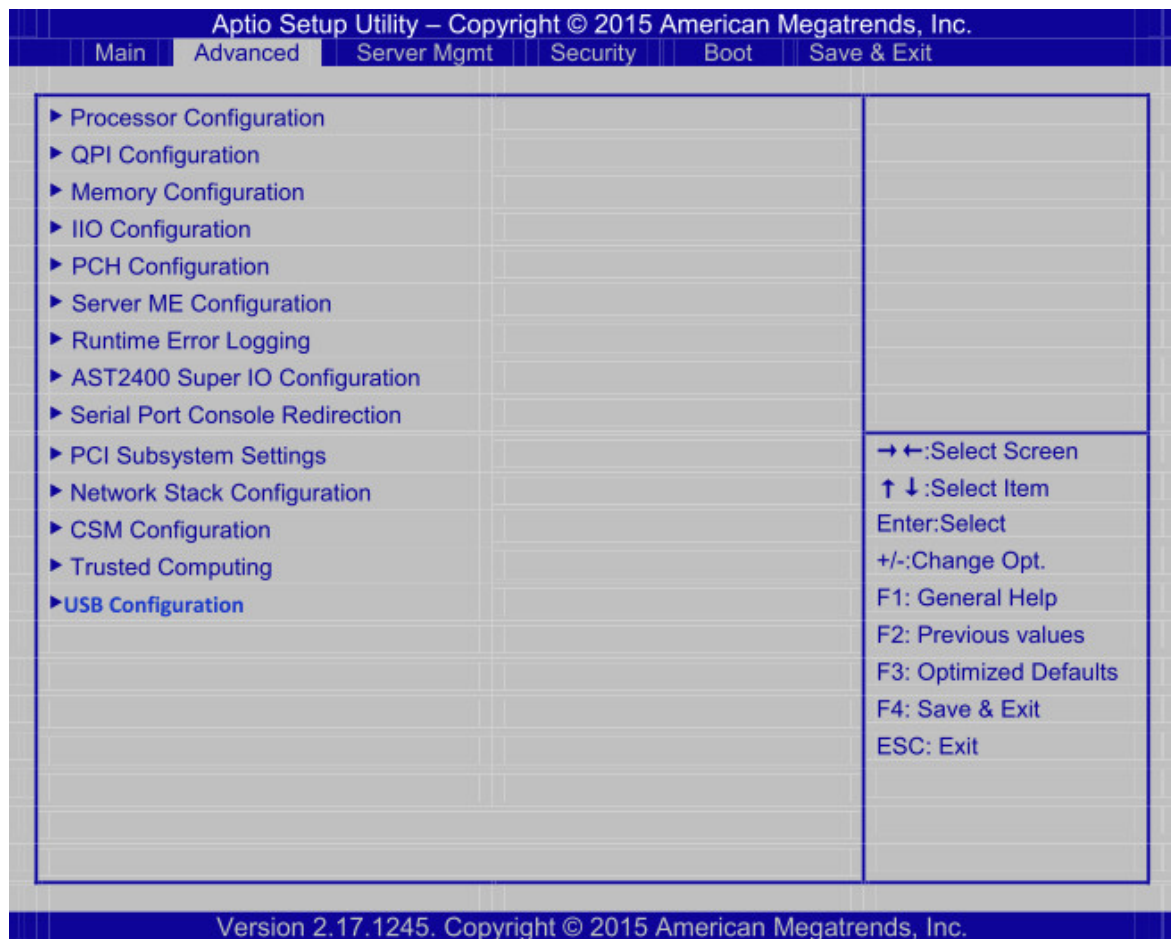 Aptio Setup Utility – Copyright © 2015 American Megatrends, Inc.
Main Advanced Server Mgmt Security Boot Save & Exit
▶ Processor Configuration
▶ QPI Configuration
▶ Memory Configuration
▶ IIO Configuration
▶ PCH Configuration
▶ Server ME Configuration
▶ Runtime Error Logging
▶ AST2400 Super IO Configuration
▶ Serial Port Console Redirection
▶ PCI Subsystem Settings
▶ Network Stack Configuration
▶ CSM Configuration
▶ Trusted Computing
▶USB Configuration
→←:Select Screen
↑ ↓:Select Item
Enter:Select
+/-:Change Opt.
F1: General Help
F2: Previous values
F3: Optimized Defaults
F4: Save & Exit
ESC: Exit
Version 2.17.1245. Copyright © 2015 American Megatrends, Inc.